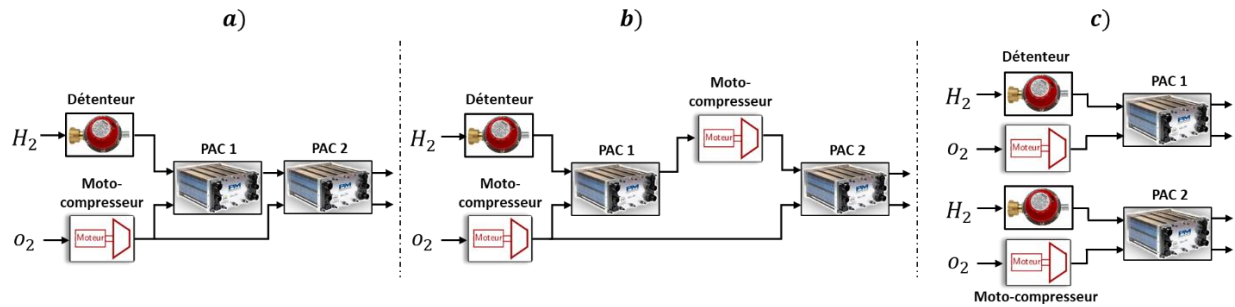 a)
Détenteur
H2
PAC 1
PAC 2
Moto-
compresseur
o2
Moteur
b)
Détenteur
H2
PAC 1
Moto-
compresseur
Moteur
PAC 2
Moto-
compresseur
o2
Moteur
c)
Détenteur
H2
PAC 1
o2
Moteur
H2
PAC 2
o2
Moteur
Moto-compresseur